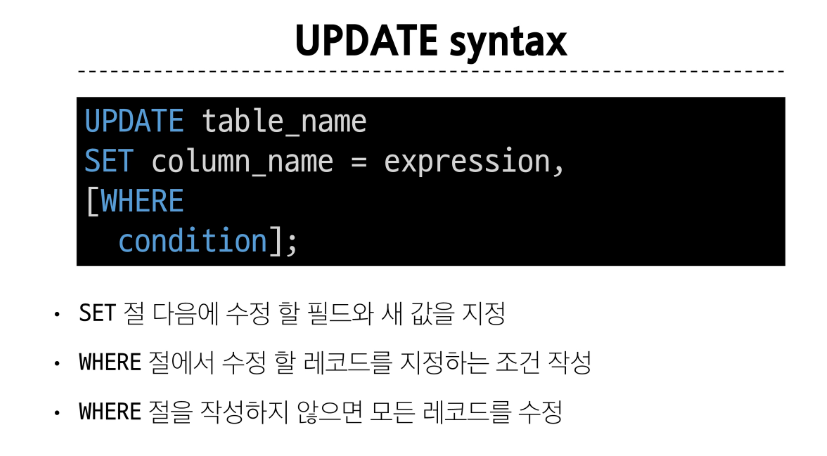 UPDATE syntax
UPDATE table_name
SET column_name = expression,
[WHERE
condition];
• SET 절 다음에 수정 할 필드와 새 값을 지정
• WHERE 절에서 수정 할 레코드를 지정하는 조건 작성
• WHERE 절을 작성하지 않으면 모든 레코드를 수정